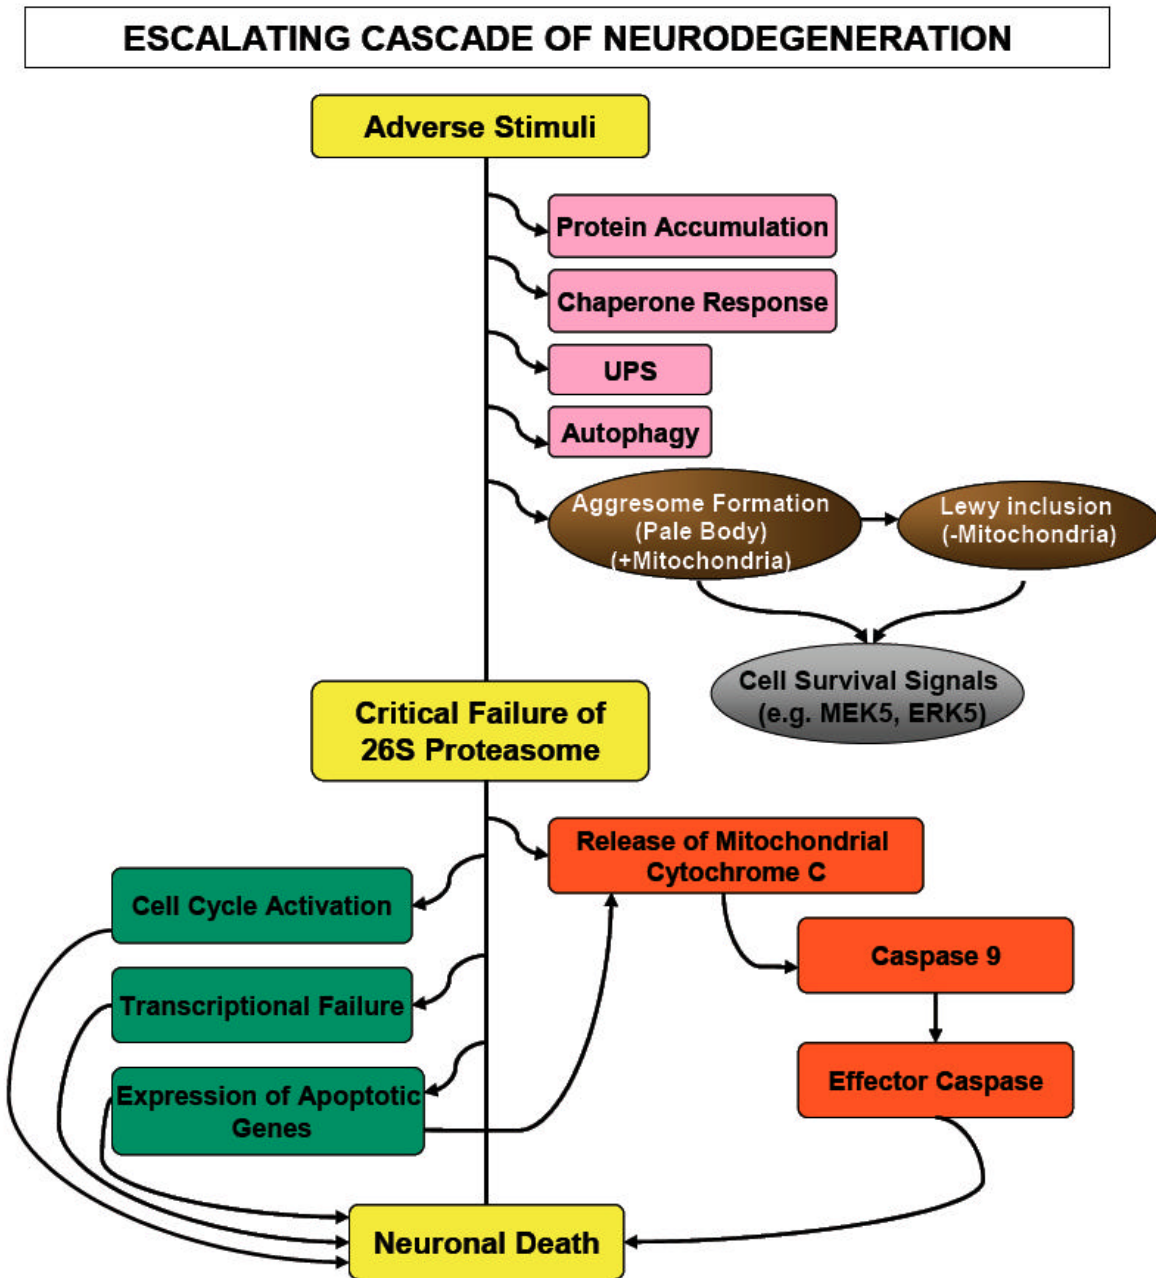 ESCALATING CASCADE OF NEURODEGENERATION
Adverse Stimuli
Protein Accumulation
Chaperone Response
UPS
Autophagy
Aggresome Formation
(Pale Body)
(+Mitochondria)
Lewy inclusion
(-Mitochondria)
Cell Survival Signals
(e.g. MEK5, ERK5)
Critical Failure of
26S Proteasome
Release of Mitochondrial
Cytochrome C
Cell Cycle Activation
Caspase 9
Transcriptional Failure
Effector Caspase
Expression of Apoptotic
Genes
Neuronal Death